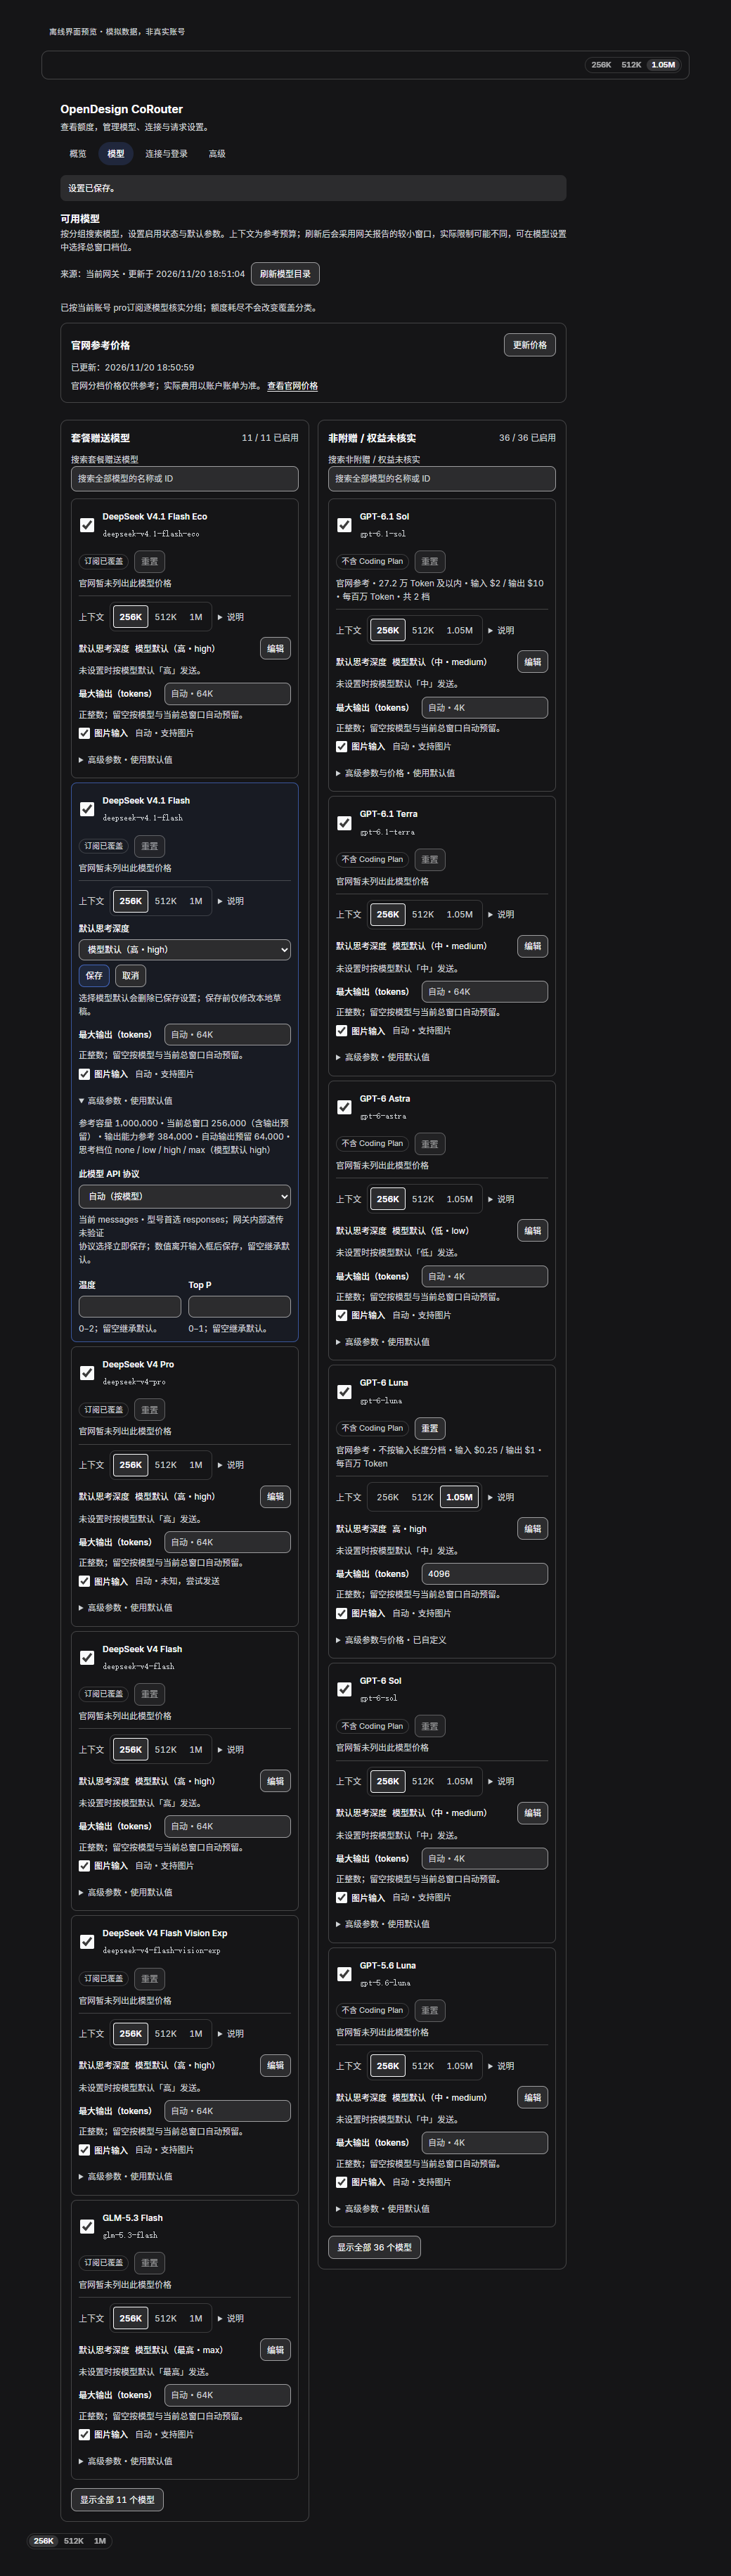 离线界面预览 • 模拟数据，非真实账号
256K 512K 1.05M
OpenDesign CoRouter
查看额度，管理模型、连接与请求设置。
概览 模型 连接与登录 高级
设置已保存。
可用模型
按分组搜索模型，设置启用状态与默认参数。上下文为参考预算；刷新后会采用网关报告的较小窗口，实际限制可能不同，可在模型设置
中选择总窗口档位。
来源：当前网关 • 更新于 2026/11/20 18:51:04 刷新模型目录
已按当前账号 pro订阅逐模型核实分组；额度耗尽不会改变覆盖分类。
官网参考价格 更新价格
已更新：2026/11/20 18:50:59
官网分档价格仅供参考；实际费用以账户账单为准。 查看官网价格
套餐赠送模型 11 / 11 已启用
搜索套餐赠送模型
搜索全部模型的名称或 ID
DeepSeek V4.1 Flash Eco
deepseek-v4.1-flash-eco
订阅已覆盖 重置
官网暂未列出此模型价格
上下文 256K 512K 1M ▶ 说明
默认思考深度 模型默认（高 • high） 编辑
未设置时按模型默认「高」发送。
最大输出（tokens） 自动 • 64K
正整数；留空按模型与当前总窗口自动预留。
图片输入 自动 • 支持图片
▶ 高级参数 • 使用默认值
DeepSeek V4.1 Flash
deepseek-v4.1-flash
订阅已覆盖 重置
官网暂未列出此模型价格
上下文 256K 512K 1M ▶ 说明
默认思考深度
模型默认（高 • high）
保存 取消
选择模型默认会删除已保存设置；保存前仅修改本地草
稿。
最大输出（tokens） 自动 • 64K
正整数；留空按模型与当前总窗口自动预留。
图片输入 自动 • 支持图片
▼ 高级参数 • 使用默认值
参考容量 1,000,000 • 当前总窗口 256,000（含输出预
留） • 输出能力参考 384,000 • 自动输出预留 64,000 •
思考档位 none / low / high / max（模型默认 high）
此模型 API 协议
自动（按模型）
当前 messages • 型号首选 responses；网关内部透传
未验证
协议选择立即保存；数值离开输入框后保存，留空继承默
认。
温度 Top P
0–2；留空继承默认。 0–1；留空继承默认。
DeepSeek V4 Pro
deepseek-v4-pro
订阅已覆盖 重置
官网暂未列出此模型价格
上下文 256K 512K 1M ▶ 说明
默认思考深度 模型默认（高 • high） 编辑
未设置时按模型默认「高」发送。
最大输出（tokens） 自动 • 64K
正整数；留空按模型与当前总窗口自动预留。
图片输入 自动 • 未知，尝试发送
▶ 高级参数 • 使用默认值
DeepSeek V4 Flash
deepseek-v4-flash
订阅已覆盖 重置
官网暂未列出此模型价格
上下文 256K 512K 1M ▶ 说明
默认思考深度 模型默认（高 • high） 编辑
未设置时按模型默认「高」发送。
最大输出（tokens） 自动 • 64K
正整数；留空按模型与当前总窗口自动预留。
图片输入 自动 • 支持图片
▶ 高级参数 • 使用默认值
DeepSeek V4 Flash Vision Exp
deepseek-v4-flash-vision-exp
订阅已覆盖 重置
官网暂未列出此模型价格
上下文 256K 512K 1M ▶ 说明
默认思考深度 模型默认（高 • high） 编辑
未设置时按模型默认「高」发送。
最大输出（tokens） 自动 • 64K
正整数；留空按模型与当前总窗口自动预留。
图片输入 自动 • 支持图片
▶ 高级参数 • 使用默认值
GLM-5.3 Flash
glm-5.3-flash
订阅已覆盖 重置
官网暂未列出此模型价格
上下文 256K 512K 1M ▶ 说明
默认思考深度 模型默认（最高 • max） 编辑
未设置时按模型默认「最高」发送。
最大输出（tokens） 自动 • 64K
正整数；留空按模型与当前总窗口自动预留。
图片输入 自动 • 支持图片
▶ 高级参数 • 使用默认值
显示全部 11 个模型
非附赠 / 权益未核实 36 / 36 已启用
搜索非附赠 / 权益未核实
搜索全部模型的名称或 ID
GPT-6.1 Sol
gpt-6.1-sol
不含 Coding Plan 重置
官网参考 • 27.2 万 Token 及以内 • 输入 $2 / 输出 $10
• 每百万 Token • 共 2 档
上下文 256K 512K 1.05M ▶ 说明
默认思考深度 模型默认（中 • medium） 编辑
未设置时按模型默认「中」发送。
最大输出（tokens） 自动 • 4K
正整数；留空按模型与当前总窗口自动预留。
图片输入 自动 • 支持图片
▶ 高级参数与价格 • 使用默认值
GPT-6.1 Terra
gpt-6.1-terra
不含 Coding Plan 重置
官网暂未列出此模型价格
上下文 256K 512K 1.05M ▶ 说明
默认思考深度 模型默认（中 • medium） 编辑
未设置时按模型默认「中」发送。
最大输出（tokens） 自动 • 64K
正整数；留空按模型与当前总窗口自动预留。
图片输入 自动 • 支持图片
▶ 高级参数 • 使用默认值
GPT-6 Astra
gpt-6-astra
不含 Coding Plan 重置
官网暂未列出此模型价格
上下文 256K 512K 1.05M ▶ 说明
默认思考深度 模型默认（低 • low） 编辑
未设置时按模型默认「低」发送。
最大输出（tokens） 自动 • 4K
正整数；留空按模型与当前总窗口自动预留。
图片输入 自动 • 支持图片
▶ 高级参数 • 使用默认值
GPT-6 Luna
gpt-6-luna
不含 Coding Plan 重置
官网参考 • 不按输入长度分档 • 输入 $0.25 / 输出 $1 •
每百万 Token
上下文 256K 512K 1.05M ▶ 说明
默认思考深度 高 • high 编辑
未设置时按模型默认「中」发送。
最大输出（tokens） 4096
正整数；留空按模型与当前总窗口自动预留。
图片输入 自动 • 支持图片
▶ 高级参数与价格 • 已自定义
GPT-6 Sol
gpt-6-sol
不含 Coding Plan 重置
官网暂未列出此模型价格
上下文 256K 512K 1.05M ▶ 说明
默认思考深度 模型默认（中 • medium） 编辑
未设置时按模型默认「中」发送。
最大输出（tokens） 自动 • 4K
正整数；留空按模型与当前总窗口自动预留。
图片输入 自动 • 支持图片
▶ 高级参数 • 使用默认值
GPT-5.6 Luna
gpt-5.6-luna
不含 Coding Plan 重置
官网暂未列出此模型价格
上下文 256K 512K 1.05M ▶ 说明
默认思考深度 模型默认（中 • medium） 编辑
未设置时按模型默认「中」发送。
最大输出（tokens） 自动 • 4K
正整数；留空按模型与当前总窗口自动预留。
图片输入 自动 • 支持图片
▶ 高级参数 • 使用默认值
显示全部 36 个模型
256K 512K 1M